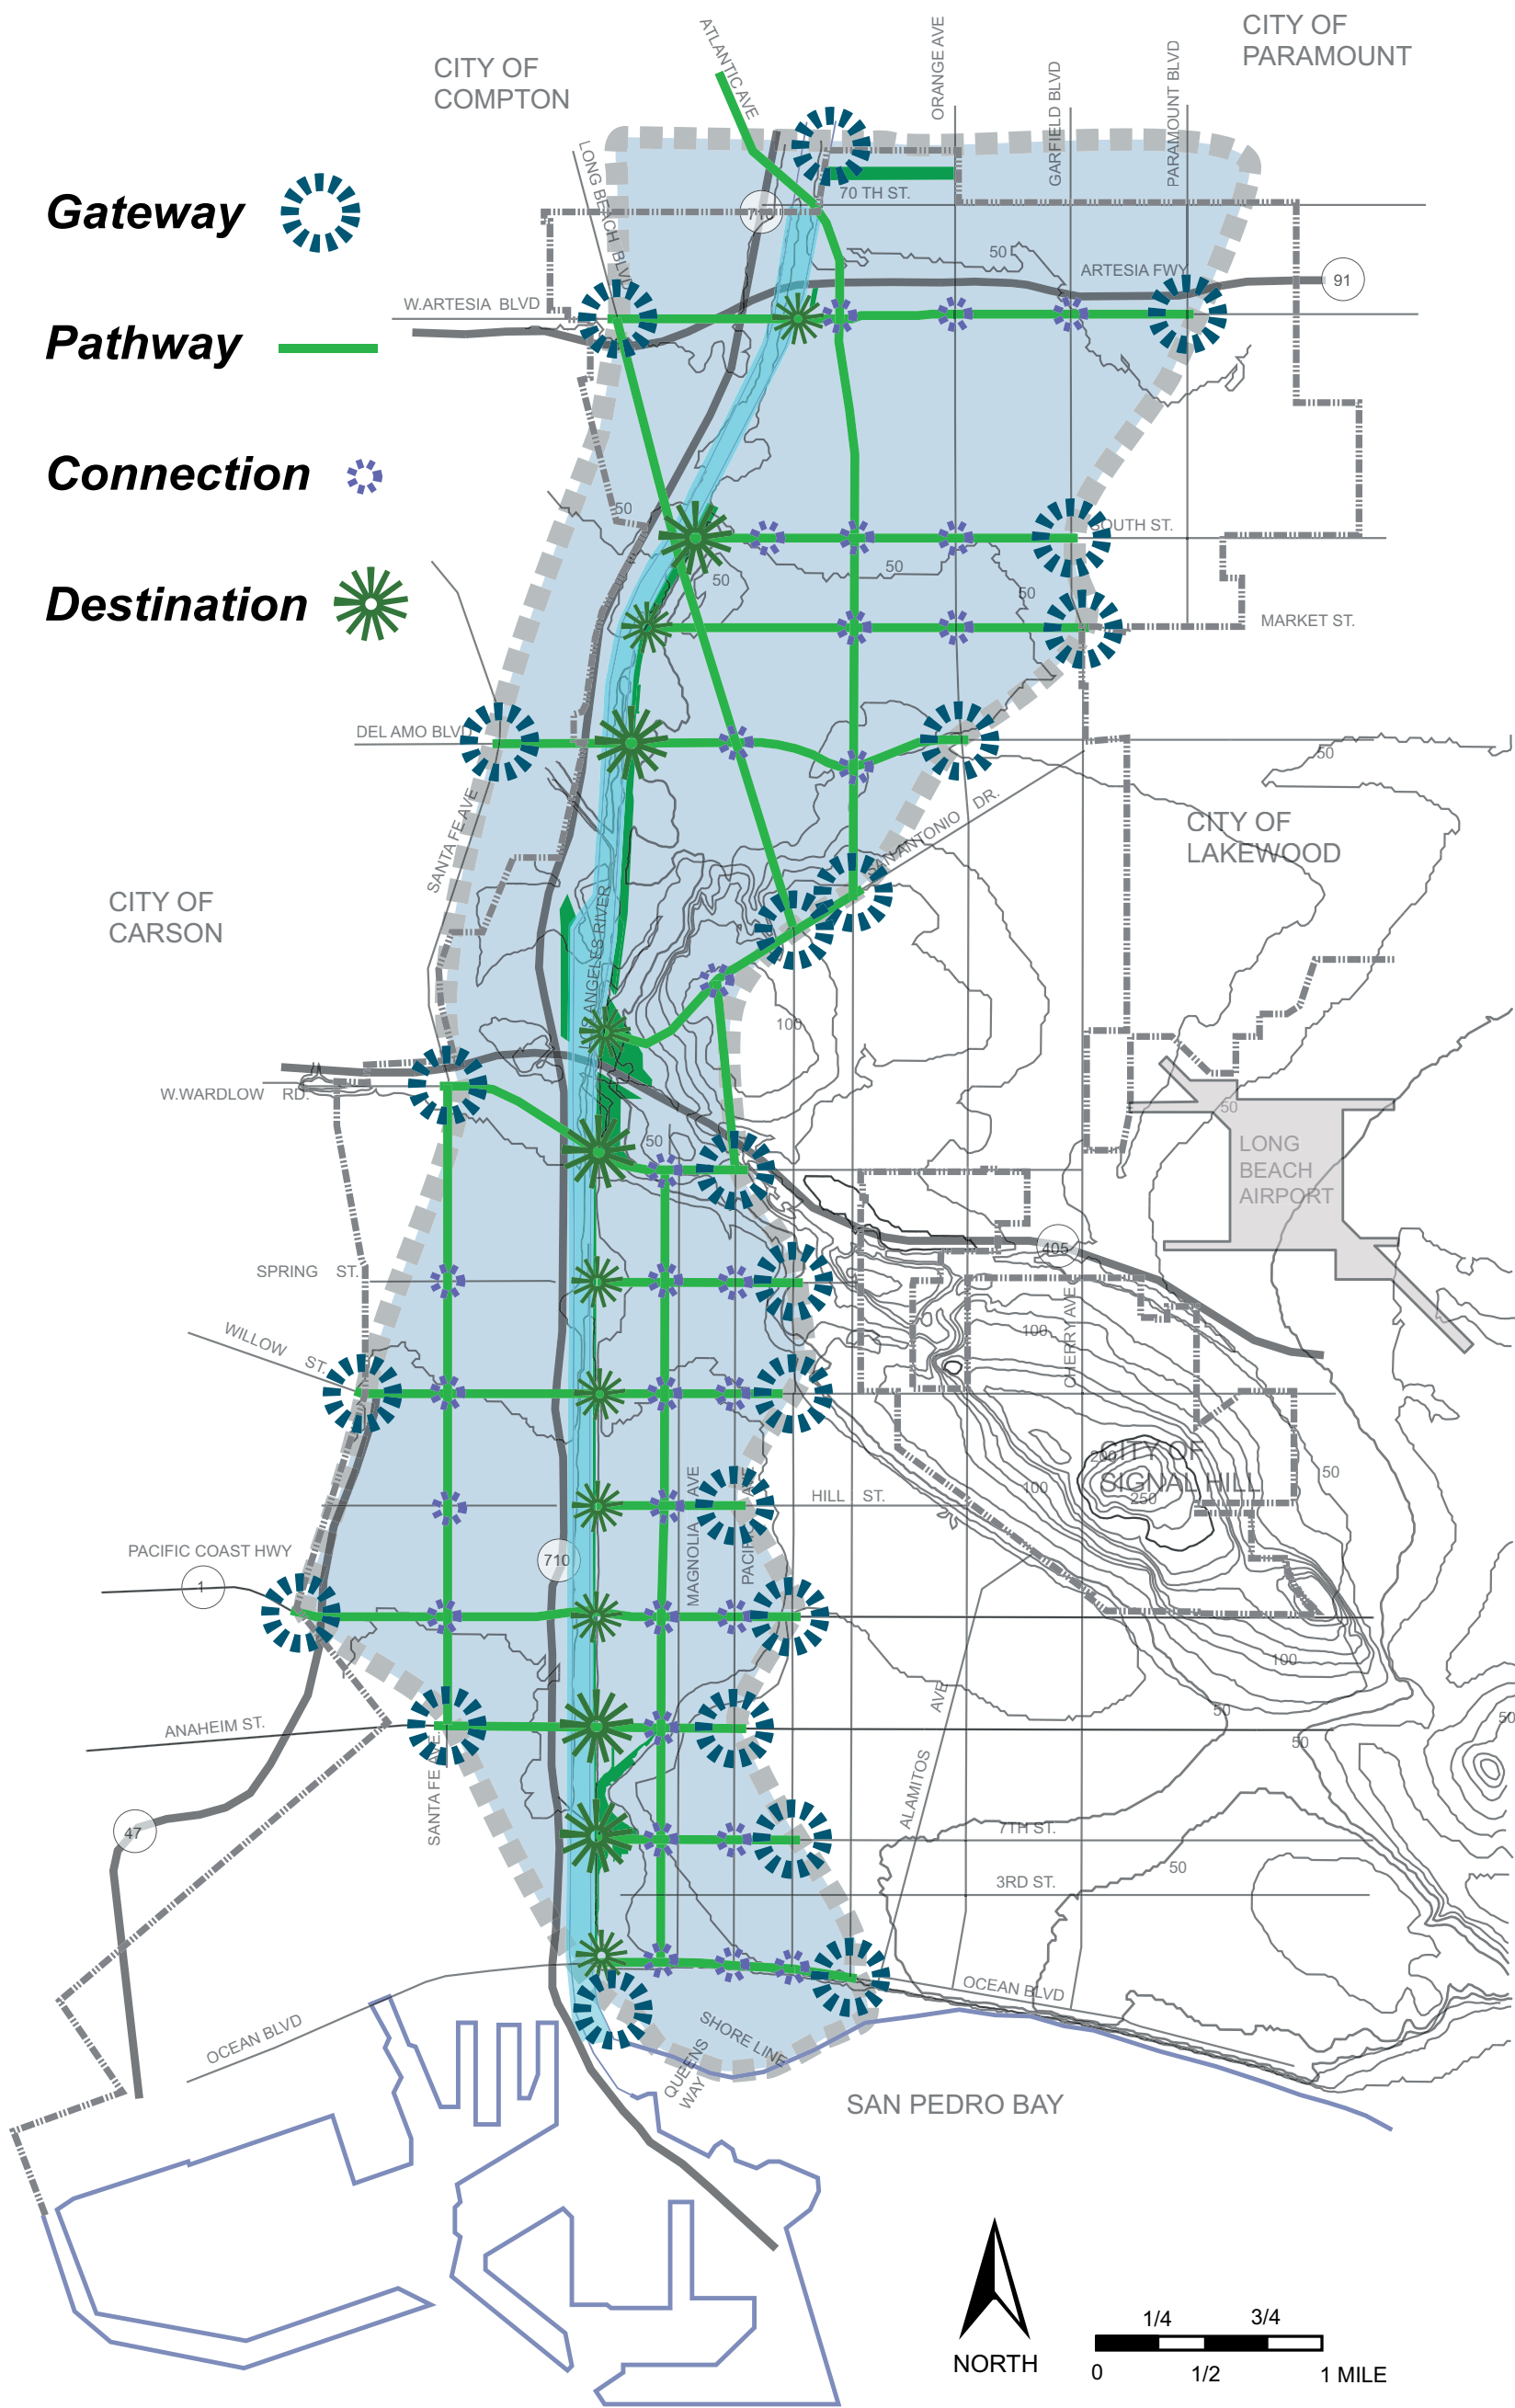 CITY OF
PARAMOUNT
CITY OF
COMPTON
ATLANTIC AVE
ORANGE AVE
GARFIELD BLVD
PARAMOUNT BLVD
LONG BEACH BLVD
Gateway
70 TH ST.
710
50
ARTESIA FWY
91
W.ARTESIA BLVD
Pathway
Connection
50
SOUTH ST.
50
50
50
Destination
MARKET ST.
DEL AMO BLVD
50
SANTA FE AVE
SAN ANTONIO DR.
CITY OF
LAKEWOOD
CITY OF
CARSON
LOS ANGELES RIVER
100
W.WARDLOW RD.
50
50
LONG
BEACH
AIRPORT
405
SPRING ST.
CHERRY AVE
100
WILLOW ST.
200
CITY OF
SIGNAL HILL
50
100
250
HILL ST.
MAGNOLIA AVE
PACIFIC AVE
PACIFIC COAST HWY
1
710
100
50
50
50
ANAHEIM ST.
SANTA FE AVE.
ALAMITOS AVE
47
7TH ST.
50
3RD ST.
OCEAN BLVD
OCEAN BLVD
SHORE LINE
QUEENS
WAY
SAN PEDRO BAY
NORTH
1/4 3/4
0 1/2 1 MILE